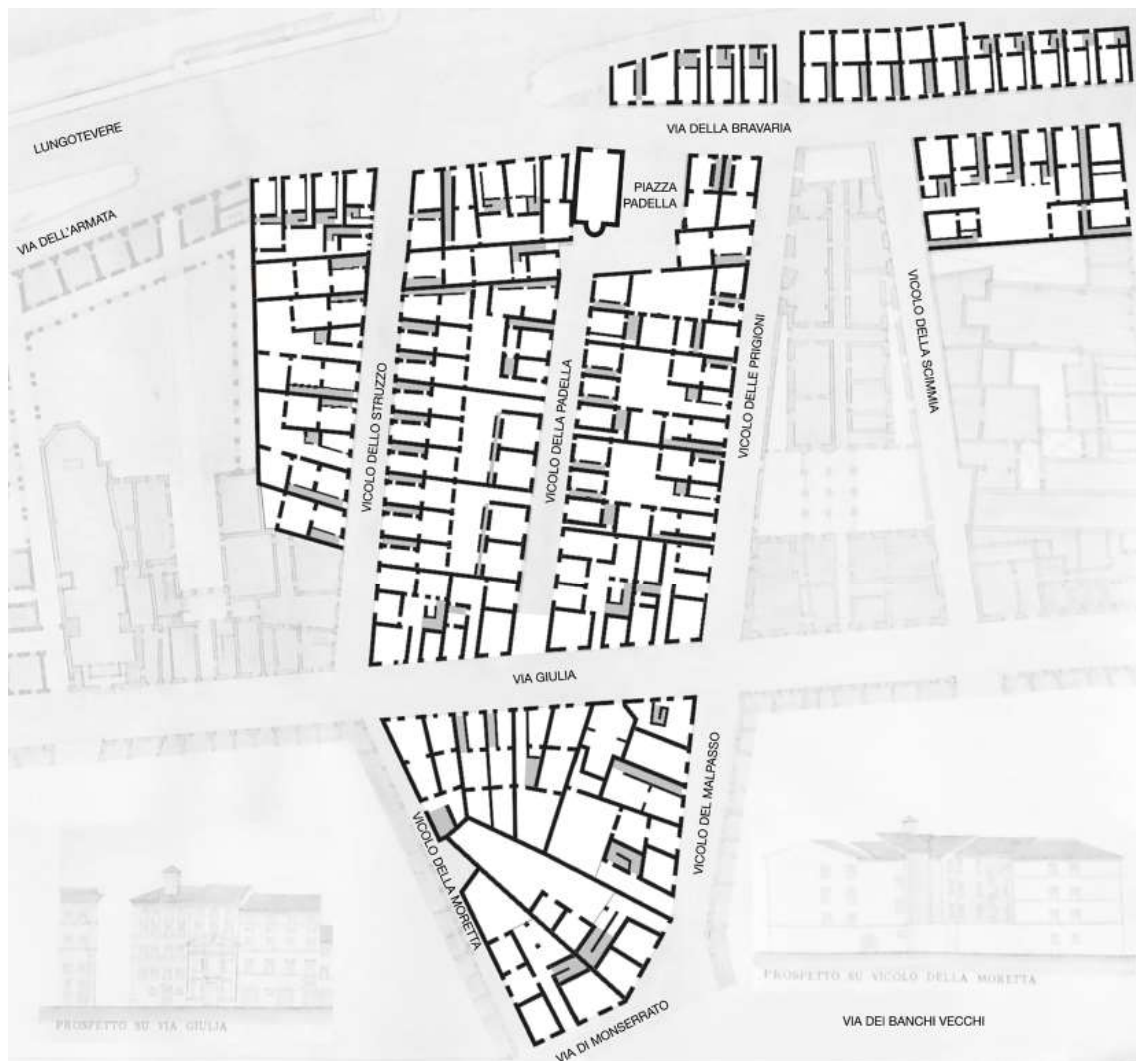 LUNGOTEVERE
VIA DELLA BRAVARIA
VIA DELL'ARMATA
PIAZZA
PADELLA
VICOLO DELLO STRUZZO
VICOLO DELLA PADELLA
VICOLO DELLE PRIGIONI
VICOLO DELLA SCIMMIA
VIA GIULIA
VICOLO DELLA MORETTA
VICOLO DEL MALPASSO
PROSPETTO SU VIA GIULIA
PROSPETTO SU VICOLO DELLA MORETTA
VIA DI MONSERRATO
VIA DEI BANCHI VECCHI